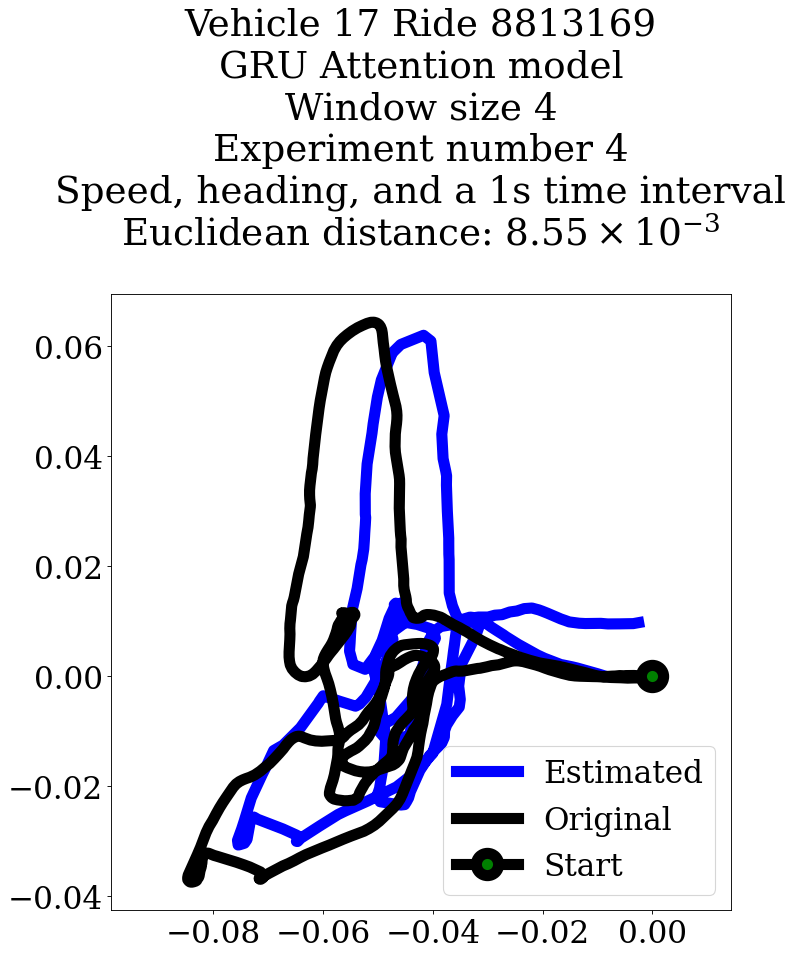 Vehicle 17 Ride 8813169
GRU Attention model
Window size 4
Experiment number 4
Speed, heading, and a 1s time interval
Euclidean distance: 8.55 × 10⁻³
0.06
0.04
0.02
0.00
−0.02
−0.04
Estimated
Original
Start
−0.08 −0.06 −0.04 −0.02 0.00